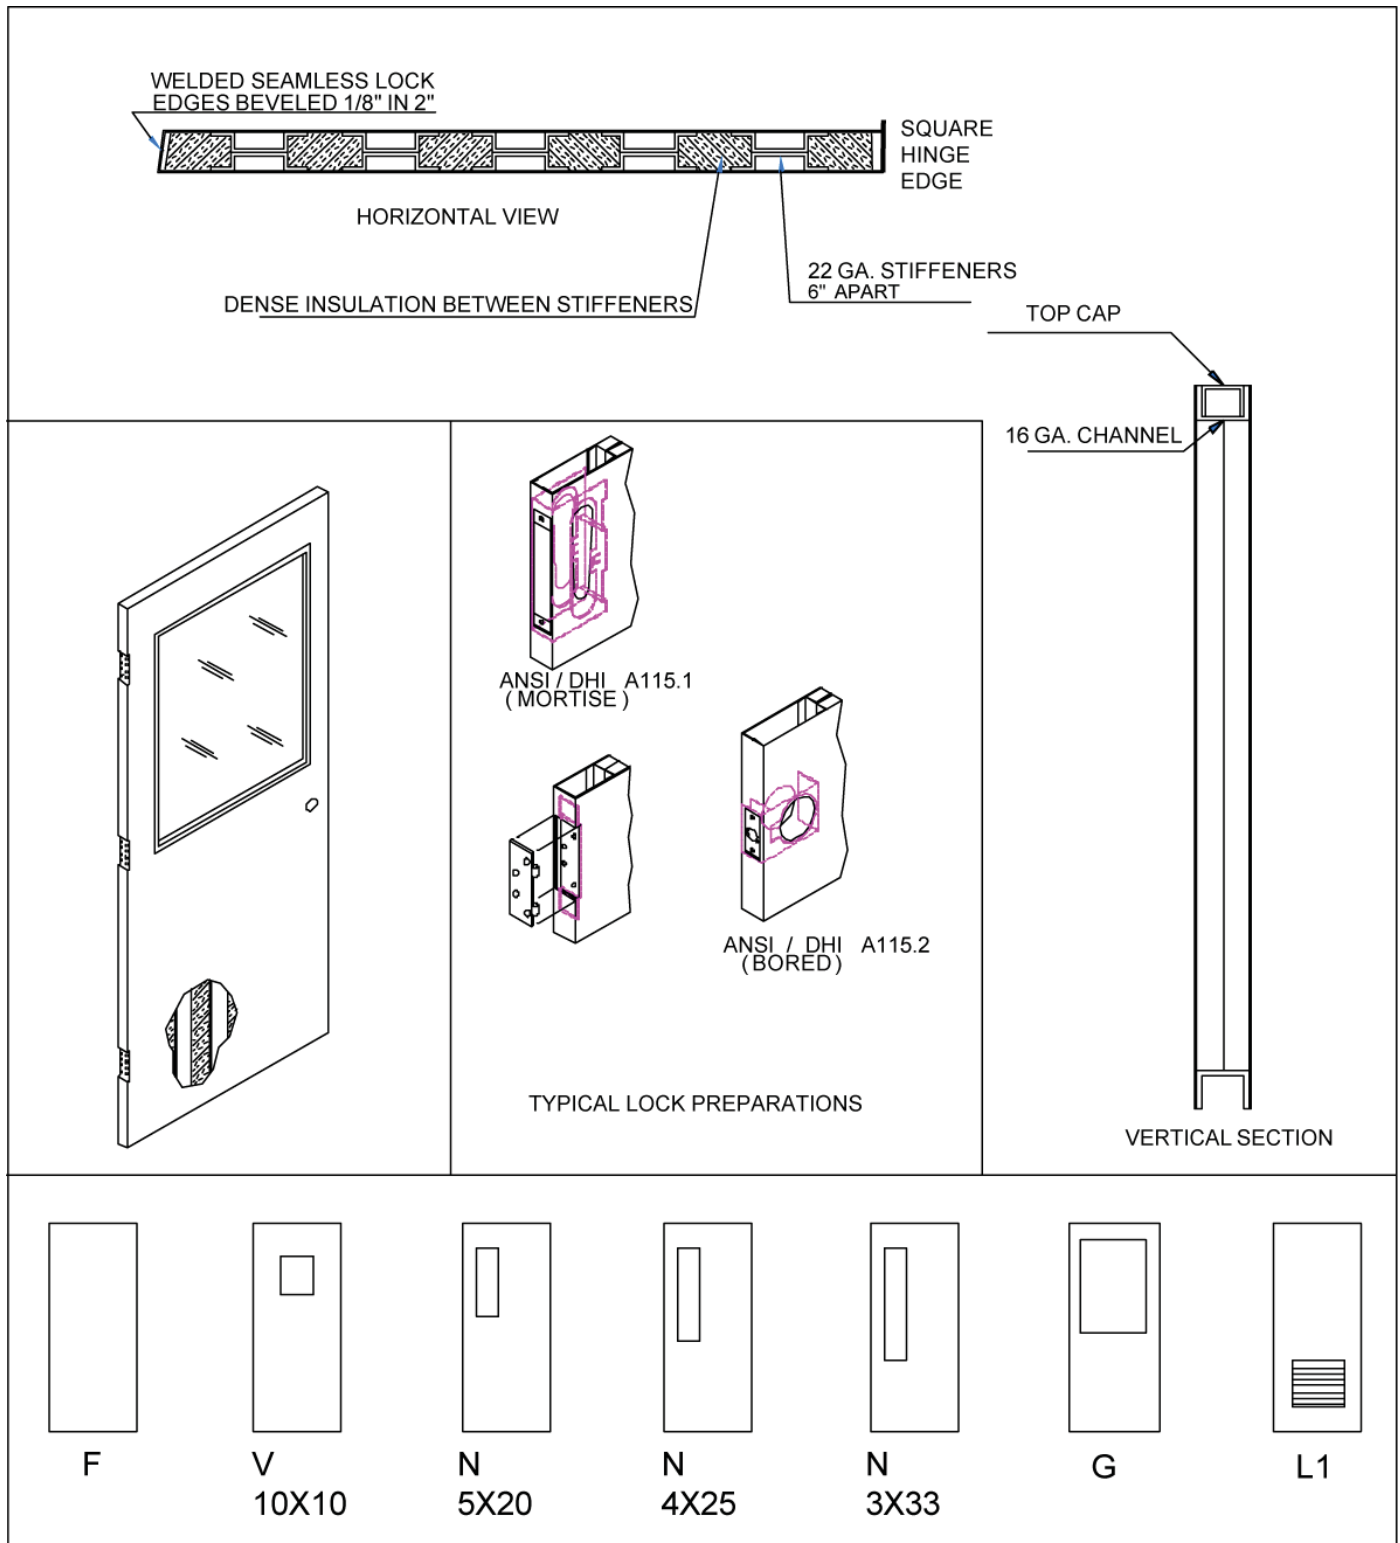 WELDED SEAMLESS LOCK
EDGES BEVELED 1/8" IN 2"
SQUARE
HINGE
EDGE
HORIZONTAL VIEW
DENSE INSULATION BETWEEN STIFFENERS
22 GA. STIFFENERS
6" APART
TOP CAP
16 GA. CHANNEL
ANSI / DHI A115.1
( MORTISE )
ANSI / DHI A115.2
( BORED )
TYPICAL LOCK PREPARATIONS
VERTICAL SECTION
F
V
10X10
N
5X20
N
4X25
N
3X33
G
L1